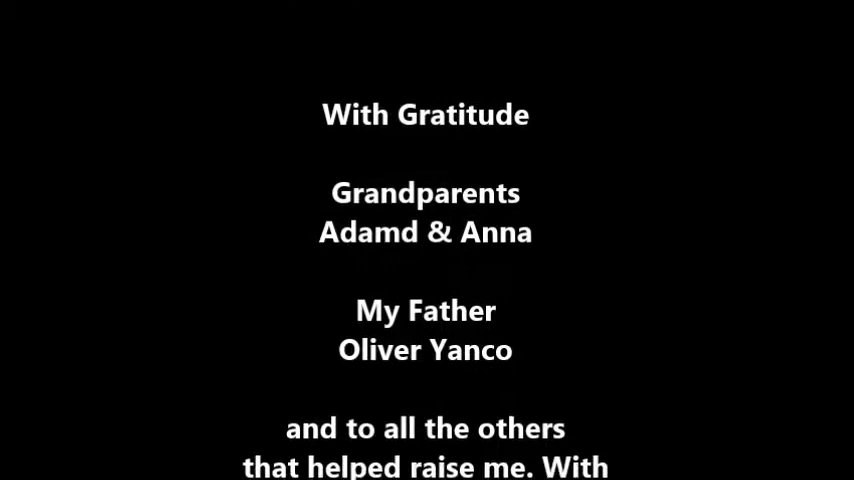 With Gratitude
Grandparents
Adamd & Anna
My Father
Oliver Yanco
and to all the others
that helped raise me. With